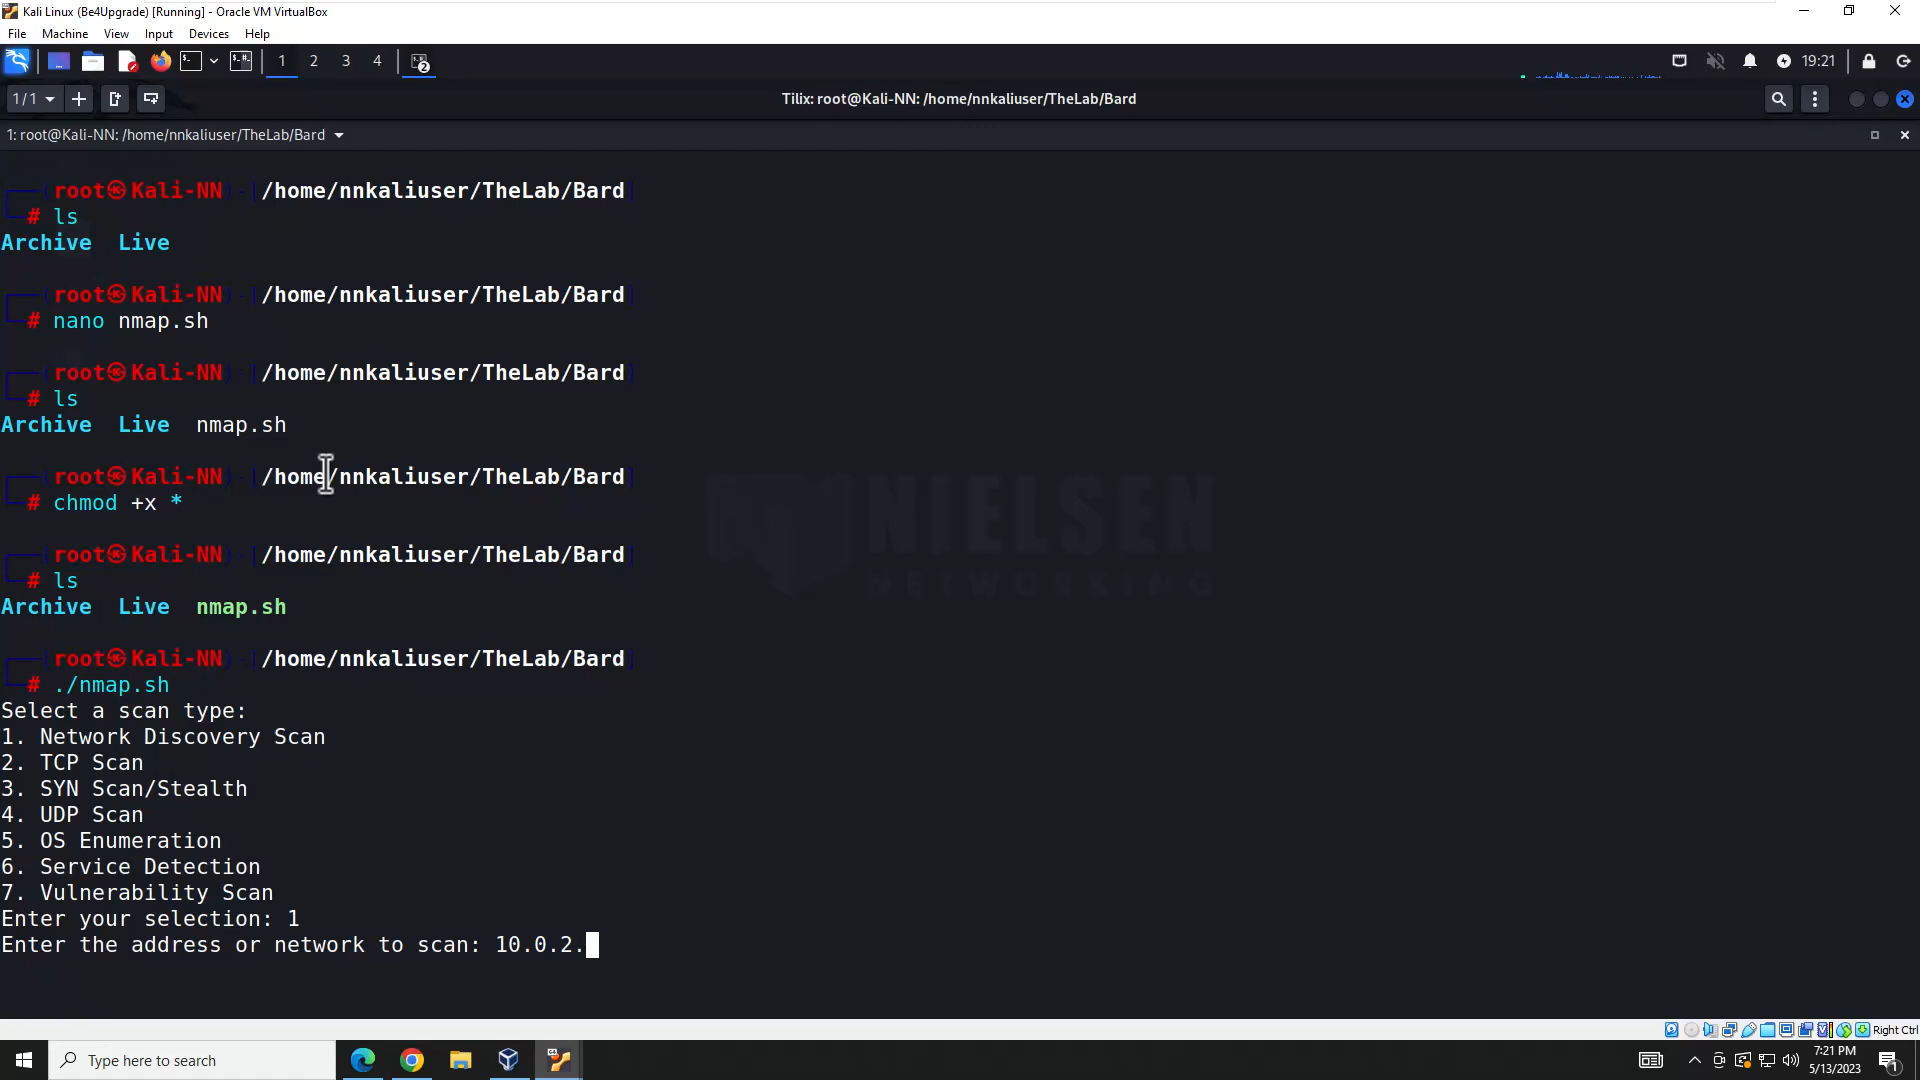 Kali Linux (Be4Upgrade) [Running] - Oracle VM VirtualBox
File Machine View Input Devices Help
1 2 3 4 2 19:21
1/1 Tilix: root@Kali-NN: /home/nnkaliuser/TheLab/Bard
1: root@Kali-NN: /home/nnkaliuser/TheLab/Bard
root㉿Kali-NN)-[/home/nnkaliuser/TheLab/Bard]
# ls
Archive Live
root㉿Kali-NN)-[/home/nnkaliuser/TheLab/Bard]
# nano nmap.sh
root㉿Kali-NN)-[/home/nnkaliuser/TheLab/Bard]
# ls
Archive Live nmap.sh
root㉿Kali-NN)-[/home/nnkaliuser/TheLab/Bard]
# chmod +x *
root㉿Kali-NN)-[/home/nnkaliuser/TheLab/Bard]
# ls
Archive Live nmap.sh
root㉿Kali-NN)-[/home/nnkaliuser/TheLab/Bard]
# ./nmap.sh
Select a scan type:
1. Network Discovery Scan
2. TCP Scan
3. SYN Scan/Stealth
4. UDP Scan
5. OS Enumeration
6. Service Detection
7. Vulnerability Scan
Enter your selection: 1
Enter the address or network to scan: 10.0.2.
NIELSEN
NETWORKING
Right Ctrl
Type here to search
7:21 PM
5/13/2023
1